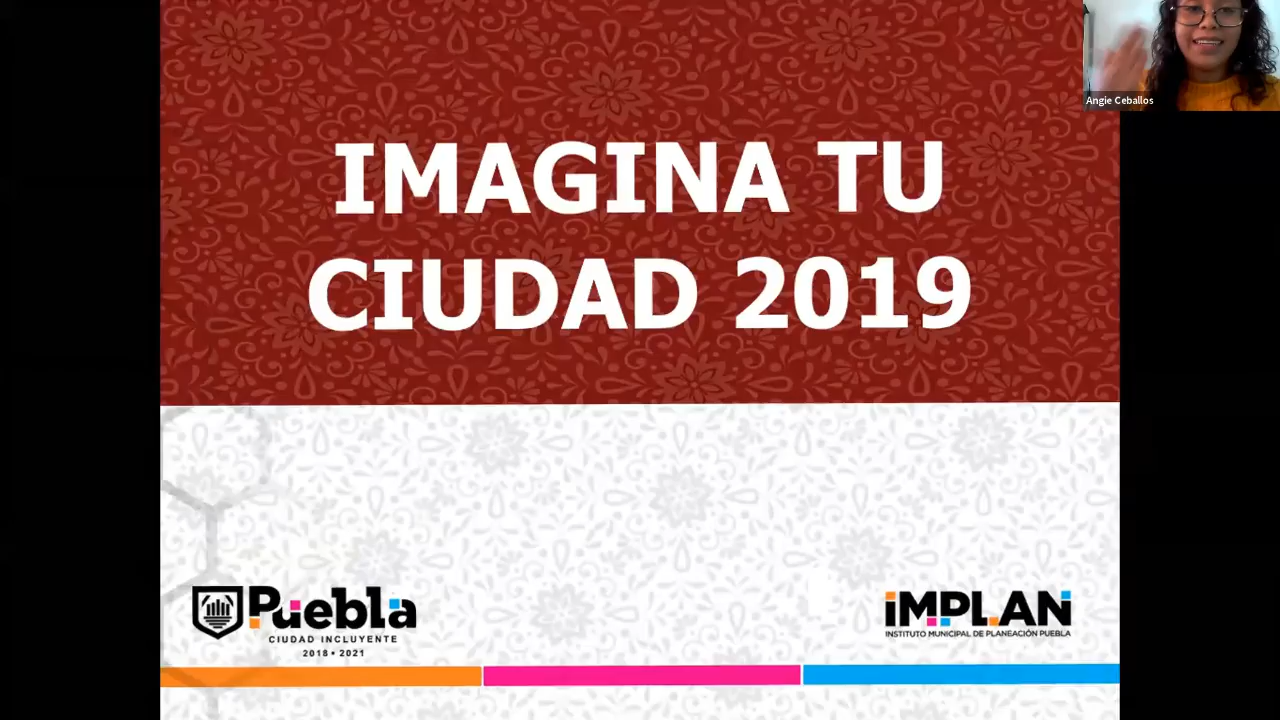 Angie Ceballos
IMAGINA TU
CIUDAD 2019
Puebla
CIUDAD INCLUYENTE
2018 • 2021
iMPLAN
INSTITUTO MUNICIPAL DE PLANEACIÓN PUEBLA